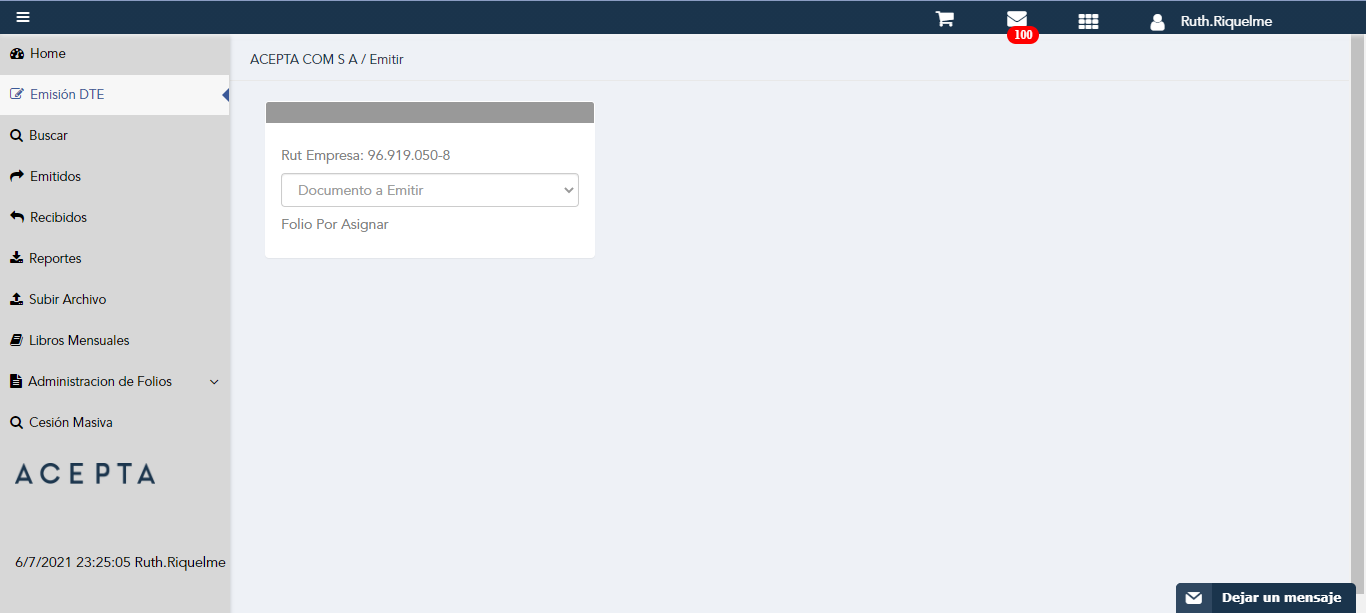 Ruth.Riquelme
100
Home
Emisión DTE
Buscar
Emitidos
Recibidos
Reportes
Subir Archivo
Libros Mensuales
Administracion de Folios
Cesión Masiva
ACEPTA
6/7/2021 23:25:05 Ruth.Riquelme
ACEPTA COM S A / Emitir
Rut Empresa: 96.919.050-8
Documento a Emitir
Folio Por Asignar
Dejar un mensaje